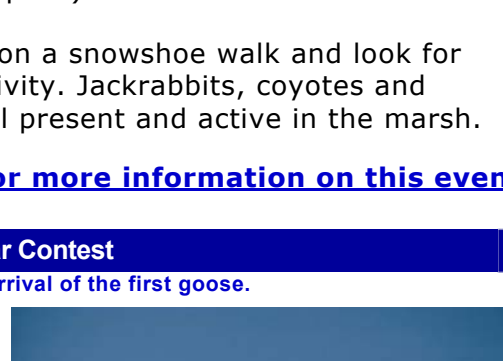 on a snowshoe walk and look for
ivity. Jackrabbits, coyotes and
l present and active in the marsh.
or more information on this even
r Contest
rrival of the first goose.